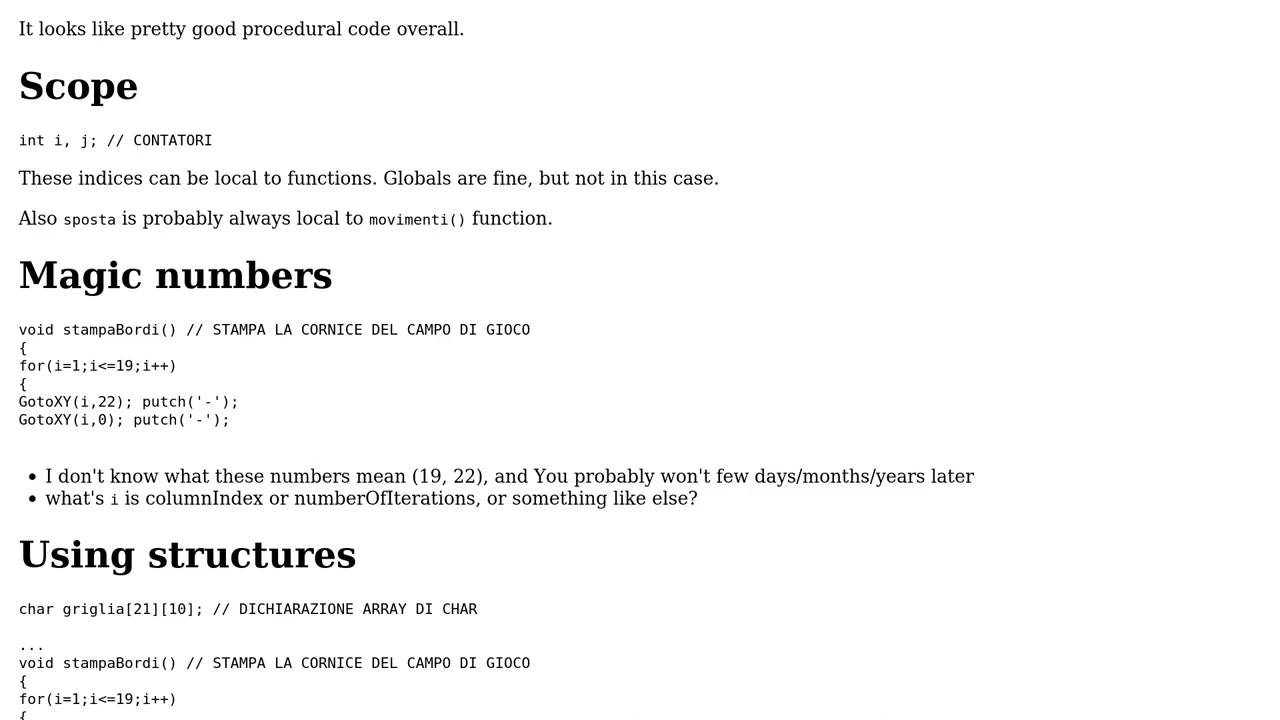 It looks like pretty good procedural code overall.
Scope
int i, j; // CONTATORI
These indices can be local to functions. Globals are fine, but not in this case.
Also sposta is probably always local to movimenti() function.
Magic numbers
void stampaBordi() // STAMPA LA CORNICE DEL CAMPO DI GIOCO
{
for(i=1;i<=19;i++)
{
GotoXY(i,22); putch('-');
GotoXY(i,0); putch('-');
• I don't know what these numbers mean (19, 22), and You probably won't few days/months/years later
• what's i is columnIndex or numberOfIterations, or something like else?
Using structures
char griglia[21][10]; // DICHIARAZIONE ARRAY DI CHAR
...
void stampaBordi() // STAMPA LA CORNICE DEL CAMPO DI GIOCO
{
for(i=1;i<=19;i++)
{